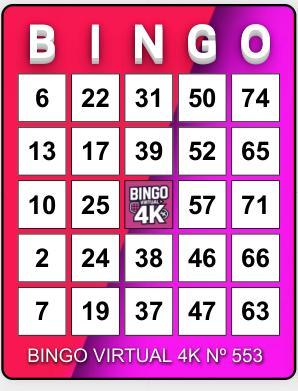 B I N G O
6 22 31 50 74
13 17 39 52 65
10 25 BINGO VIRTUAL 4K 57 71
2 24 38 46 66
7 19 37 47 63
BINGO VIRTUAL 4K Nº 553